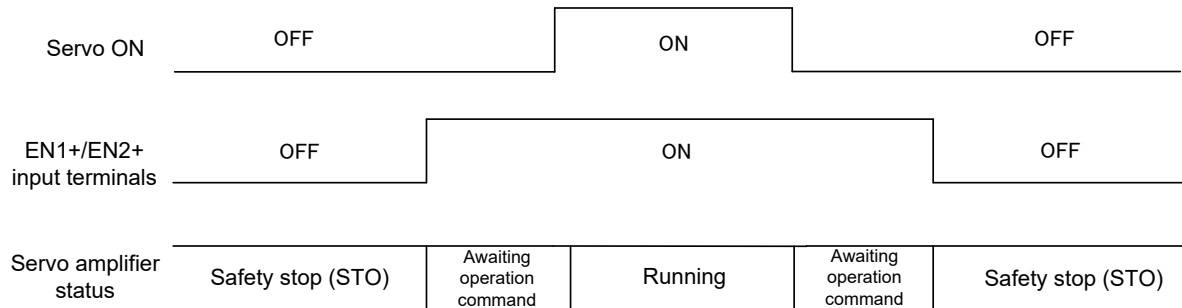 Servo ON
OFF
ON
OFF
EN1+/EN2+
input terminals
OFF
ON
OFF
Servo amplifier
status
Safety stop (STO)
Awaiting
operation
command
Running
Awaiting
operation
command
Safety stop (STO)